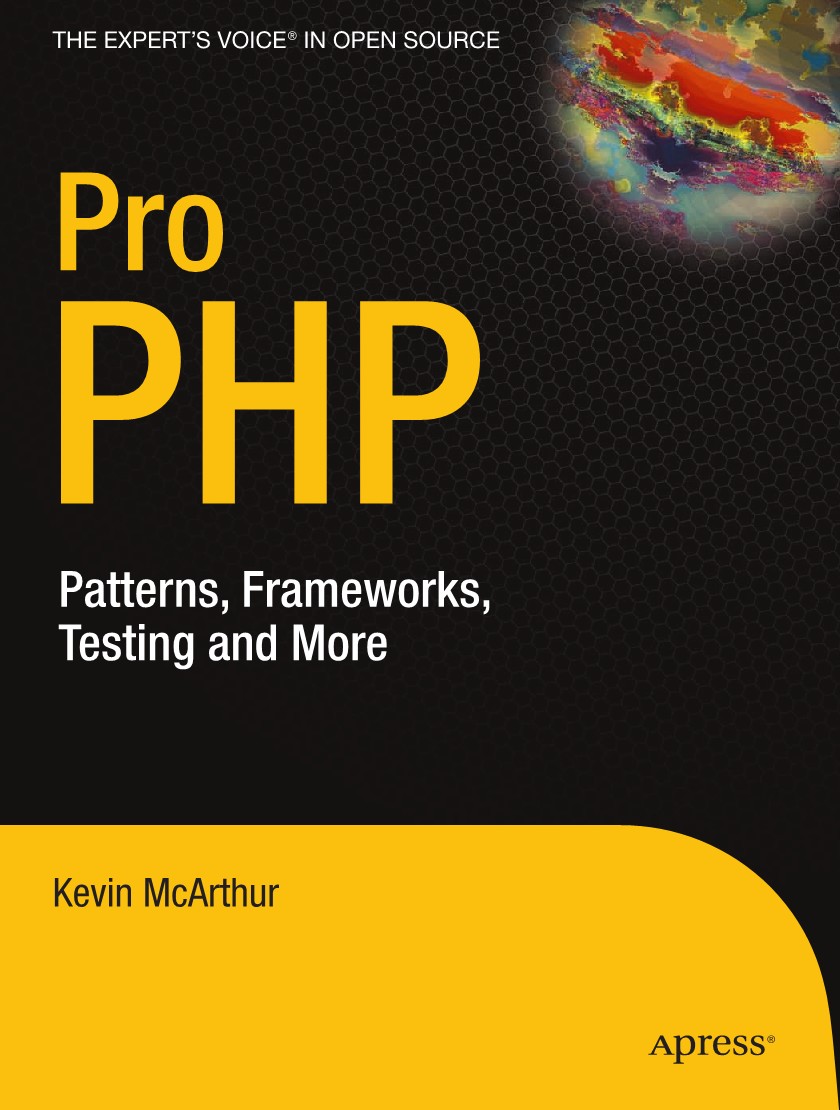 THE EXPERT'S VOICE® IN OPEN SOURCE
Pro
PHP
Patterns, Frameworks,
Testing and More
Kevin McArthur
Apress®